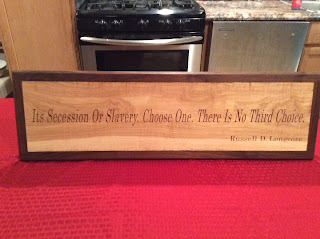 Its Secession Or Slavery. Choose One. There Is No Third Choice.
- Russell D. Longcore